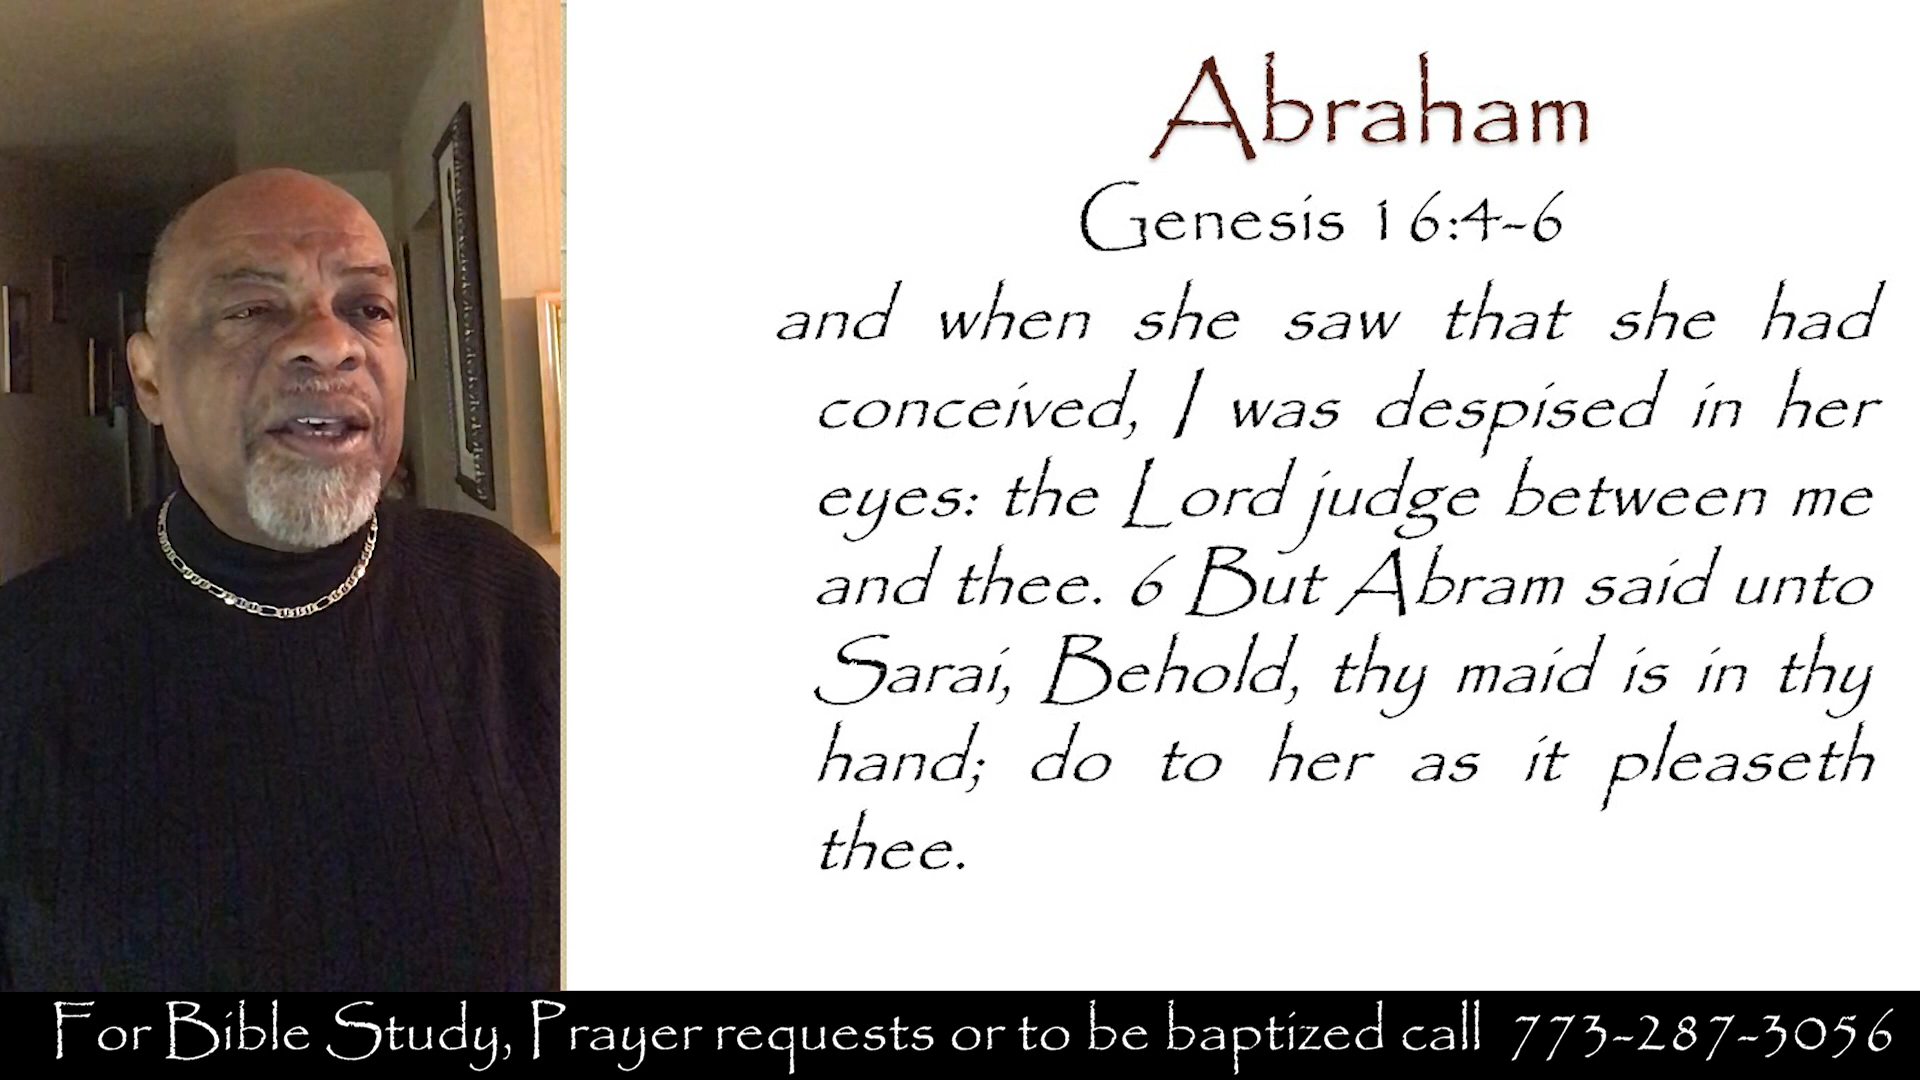 Abraham
Genesis 16:4-6
and when she saw that she had
conceived, I was despised in her
eyes: the Lord judge between me
and thee. 6 But Abram said unto
Sarai, Behold, thy maid is in thy
hand; do to her as it pleaseth
thee.
For Bible Study, Prayer requests or to be baptized call 773-287-3056